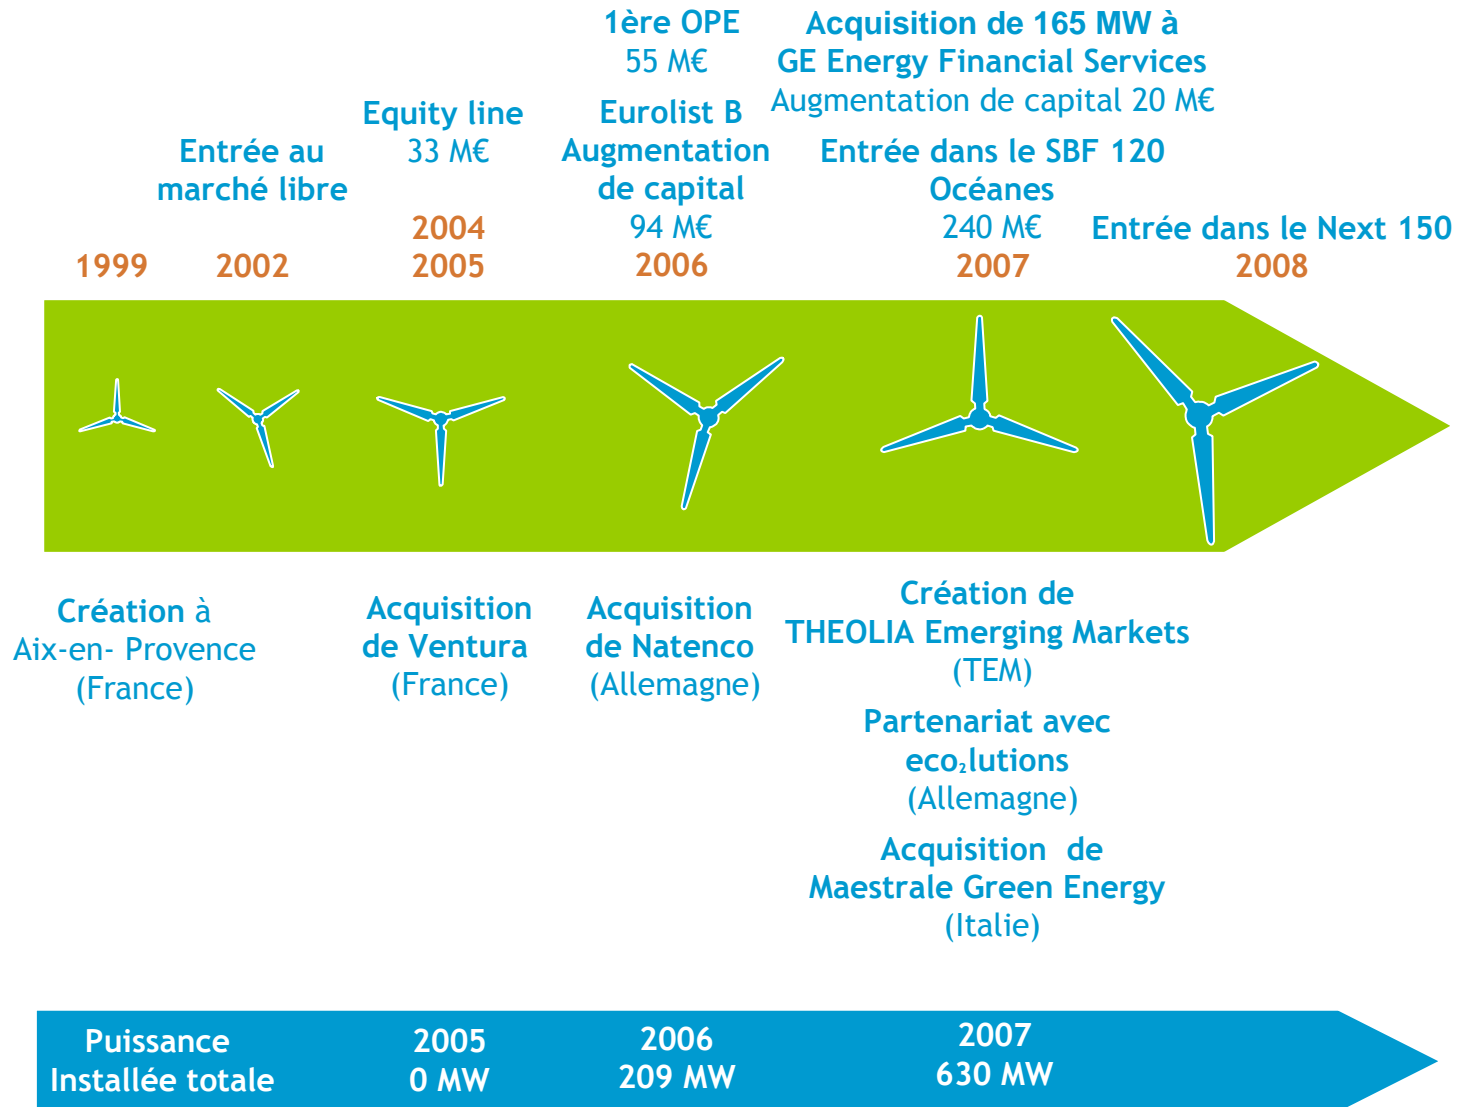 1ère OPE
55 M€
Eurolist B
Augmentation
de capital
94 M€
2006
Acquisition de 165 MW à
GE Energy Financial Services
Augmentation de capital 20 M€
Entrée dans le SBF 120
Océanes
240 M€
2007
Equity line
33 M€
2004
2005
Entrée au
marché libre
2002
1999
Entrée dans le Next 150
2008
Création à
Aix-en- Provence
(France)
Acquisition
de Ventura
(France)
Acquisition
de Natenco
(Allemagne)
Création de
THEOLIA Emerging Markets
(TEM)
Partenariat avec
eco₂lutions
(Allemagne)
Acquisition de
Maestrale Green Energy
(Italie)
Puissance
Installée totale
2005
0 MW
2006
209 MW
2007
630 MW